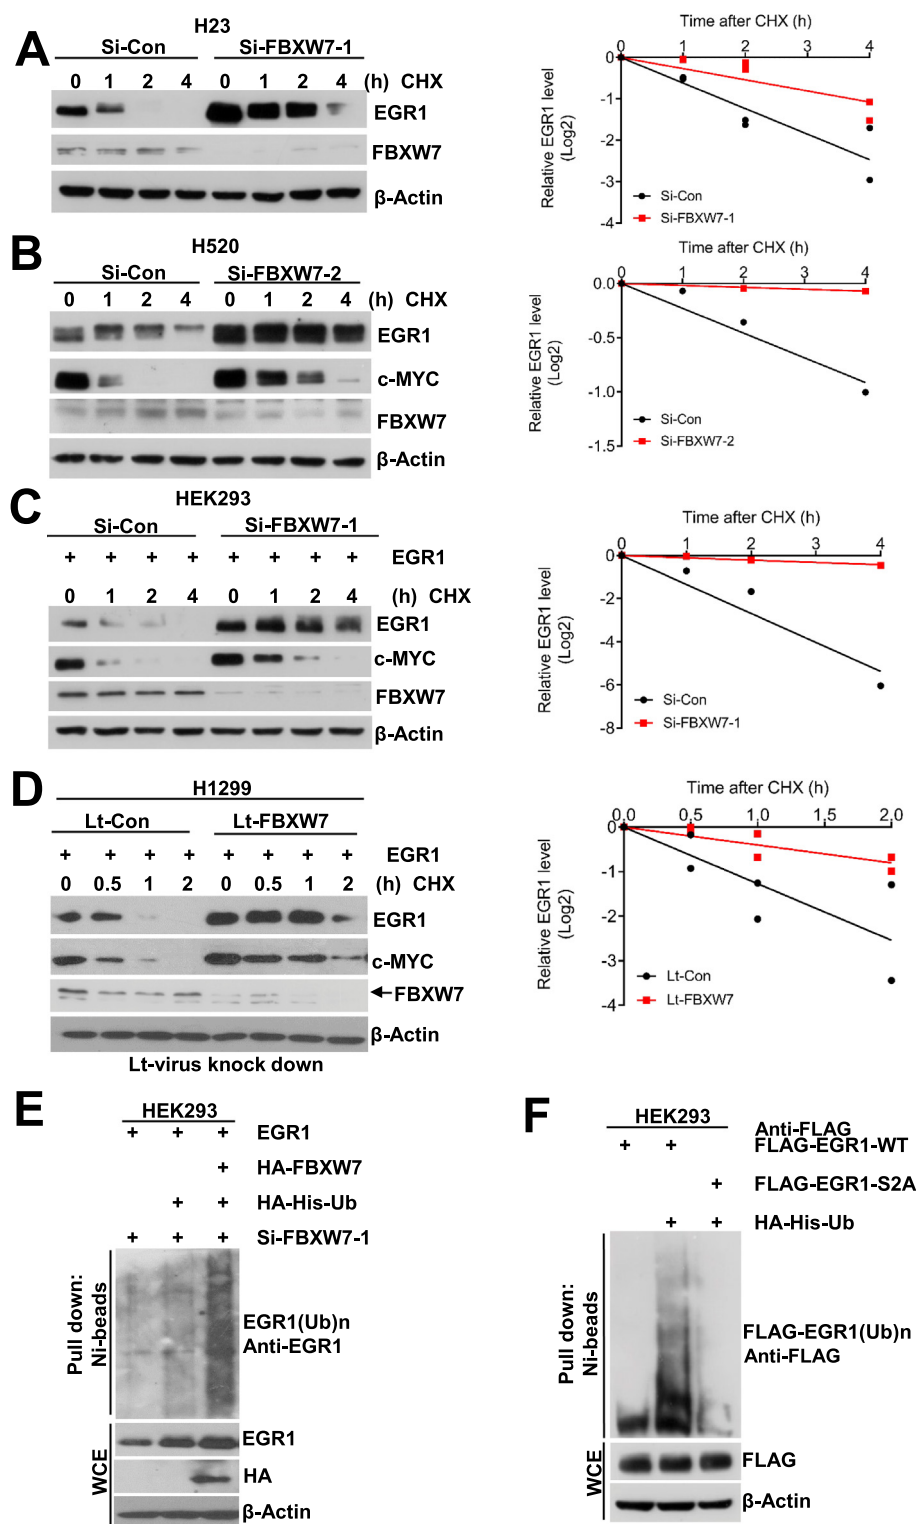 A
H23
Si-Con Si-FBXW7-1
0 1 2 4 0 1 2 4 (h) CHX
EGR1
FBXW7
β-Actin
Time after CHX (h)
0 1 2 3 4
0
-1
-2
-3
-4
Relative EGR1 level
(Log2)
Si-Con
Si-FBXW7-1
B
H520
Si-Con Si-FBXW7-2
0 1 2 4 0 1 2 4 (h) CHX
EGR1
c-MYC
FBXW7
β-Actin
Time after CHX (h)
0 1 2 3 4
0.0
-0.5
-1.0
-1.5
Relative EGR1 level
(Log2)
Si-Con
Si-FBXW7-2
C
HEK293
Si-Con Si-FBXW7-1
+ + + + + + + + EGR1
0 1 2 4 0 1 2 4 (h) CHX
EGR1
c-MYC
FBXW7
β-Actin
Time after CHX (h)
0 1 2 3 4
0
-2
-4
-6
-8
Relative EGR1 level
(Log2)
Si-Con
Si-FBXW7-1
D
H1299
Lt-Con Lt-FBXW7
+ + + + + + + + EGR1
0 0.5 1 2 0 0.5 1 2 (h) CHX
EGR1
c-MYC
FBXW7
β-Actin
Lt-virus knock down
Time after CHX (h)
0.0 0.5 1.0 1.5 2.0
0
-1
-2
-3
-4
Relative EGR1 level
(Log2)
Lt-Con
Lt-FBXW7
E
HEK293
+ + + EGR1
+ HA-FBXW7
+ + HA-His-Ub
+ + + Si-FBXW7-1
Pull down:
Ni-beads
EGR1(Ub)n
Anti-EGR1
WCE
EGR1
HA
β-Actin
F
HEK293
Anti-FLAG
+ + FLAG-EGR1-WT
+ FLAG-EGR1-S2A
+ + HA-His-Ub
Pull down:
Ni-beads
FLAG-EGR1(Ub)n
Anti-FLAG
WCE
FLAG
β-Actin